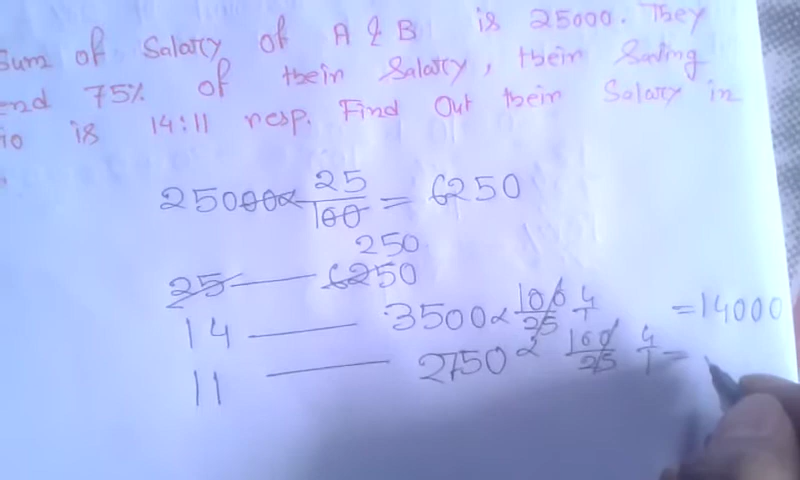 Sum of Salary of A & B is 25000. They
end 75% of their Salary, their Saving
io is 14:11 resp. Find Out their Salary in
25000 × 25/100 = 6250
250
25 — 6250
14 — 3500 × 100/25 4/1 = 14000
11 — 2750 × 100/25 4/1 =